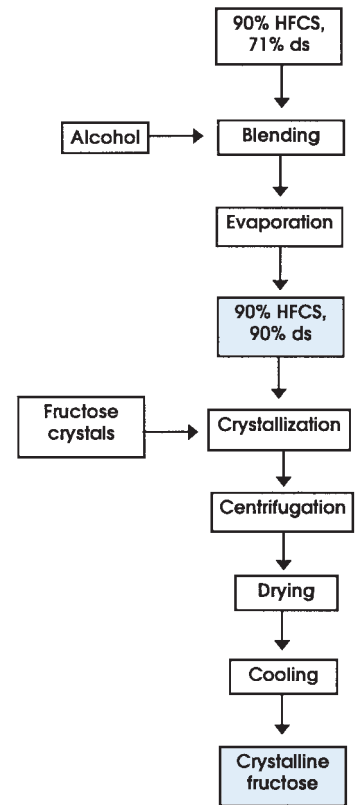 90% HFCS,
71% ds
Alcohol
Blending
Evaporation
90% HFCS,
90% ds
Fructose
crystals
Crystallization
Centrifugation
Drying
Cooling
Crystalline
fructose